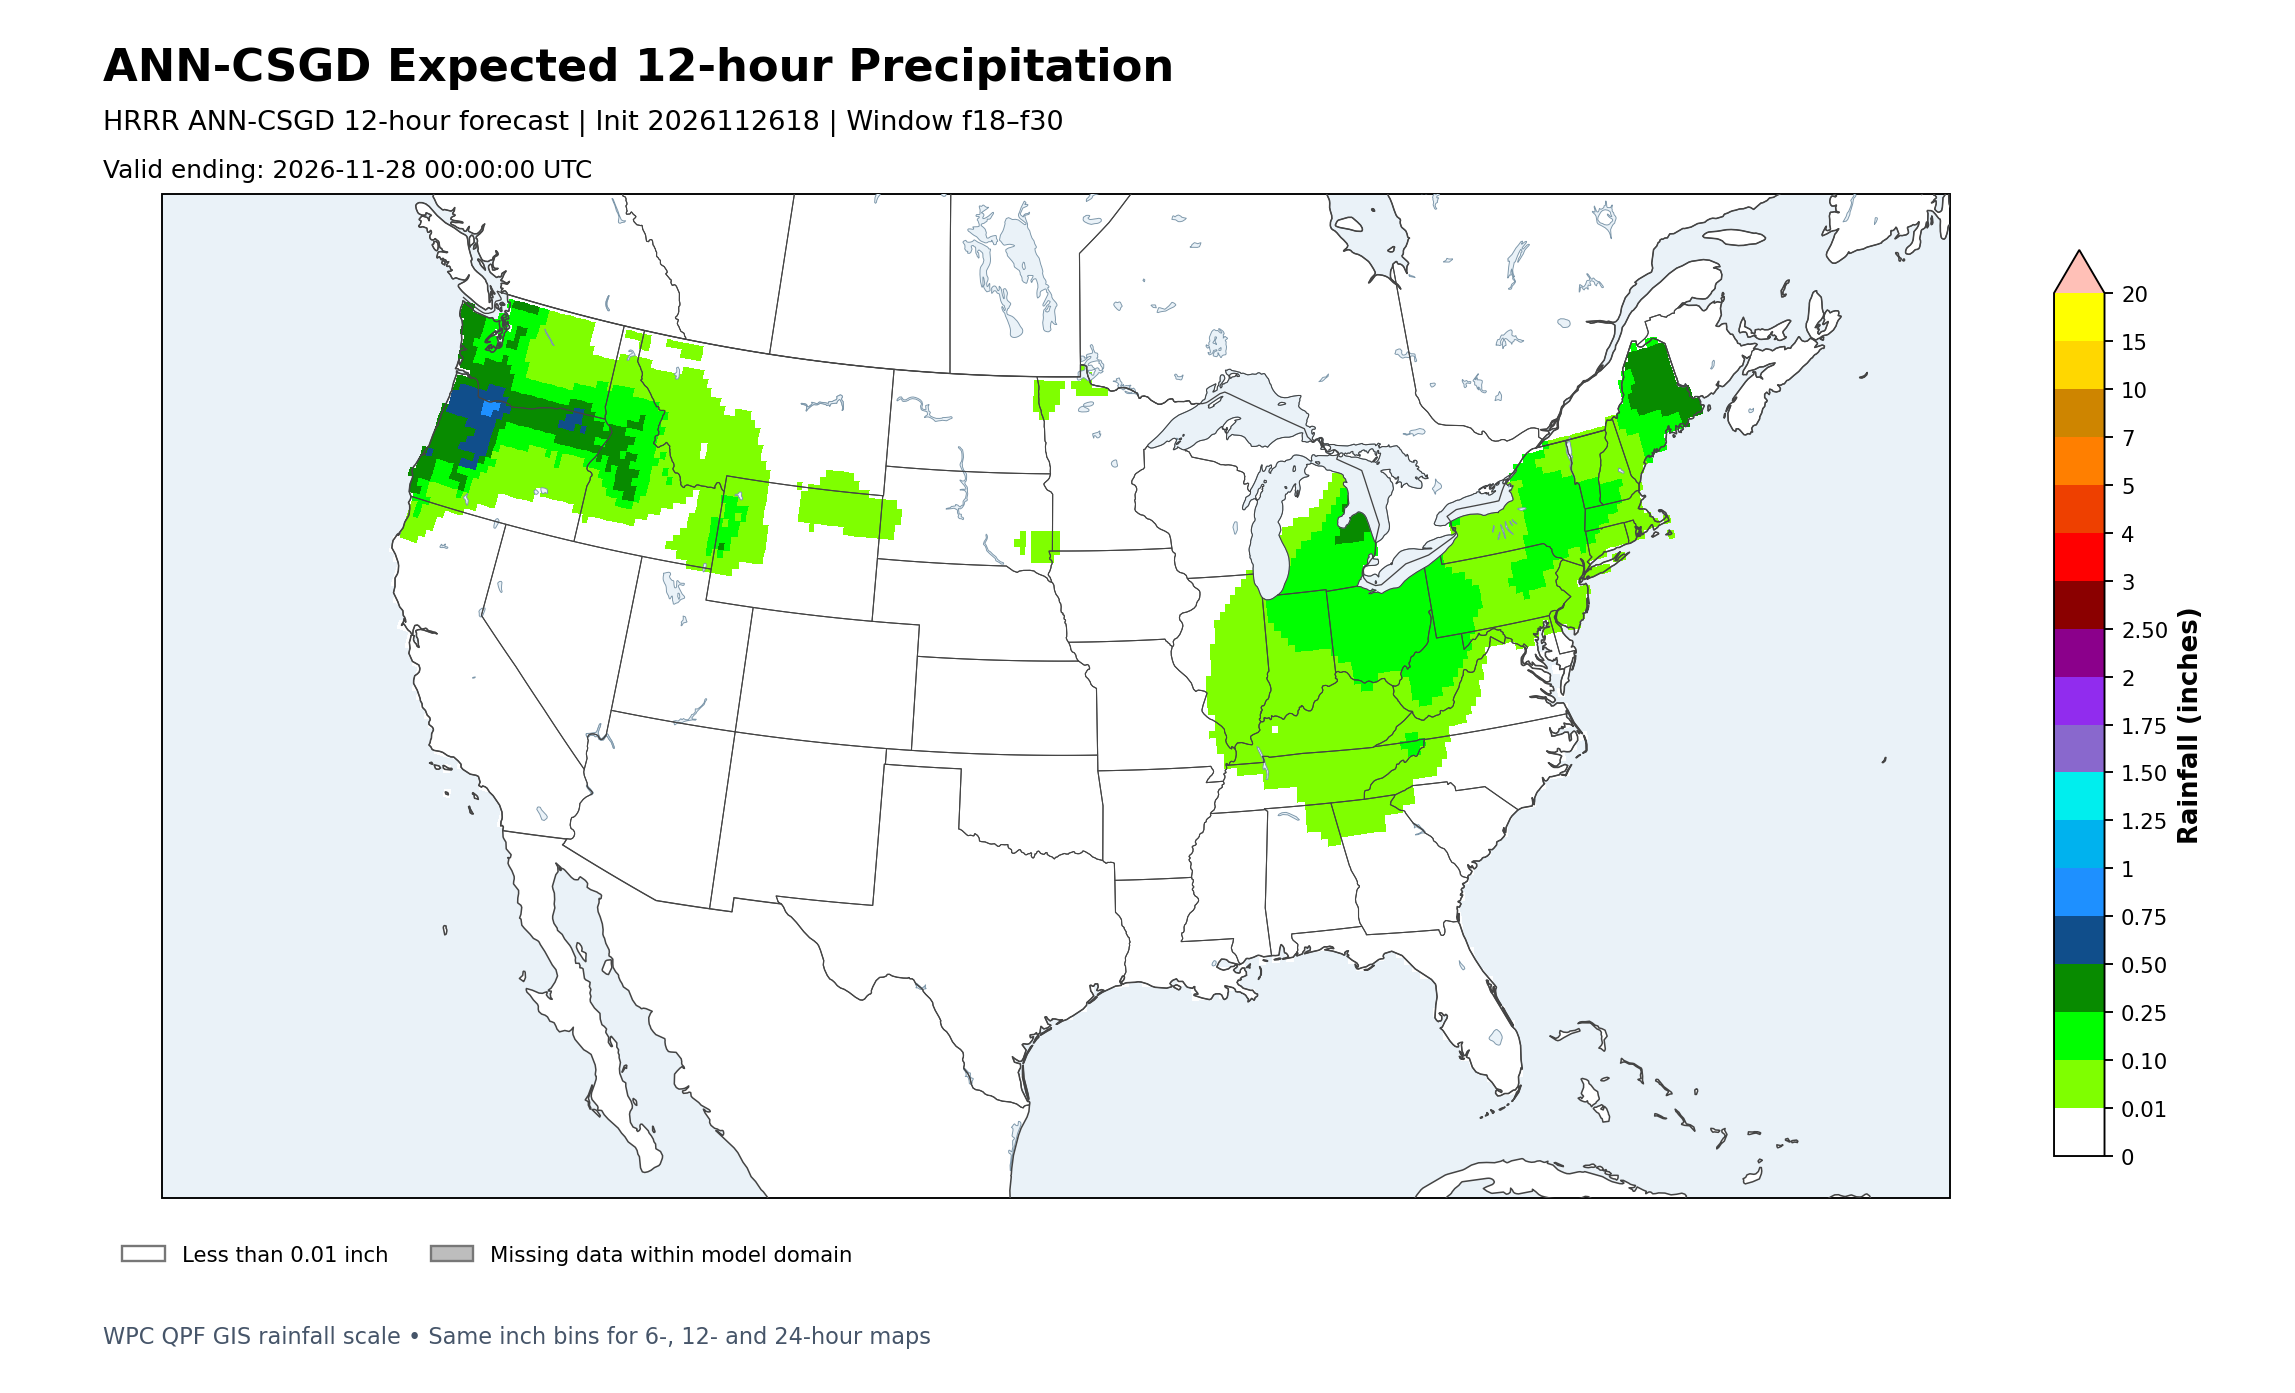 ANN-CSGD Expected 12-hour Precipitation
HRRR ANN-CSGD 12-hour forecast | Init 2026112618 | Window f18–f30
Valid ending: 2026-11-28 00:00:00 UTC
20
15
10
7
5
4
3
2.50
2
1.75
1.50
1.25
1
0.75
0.50
0.25
0.10
0.01
0
Rainfall (inches)
Less than 0.01 inch
Missing data within model domain
WPC QPF GIS rainfall scale • Same inch bins for 6-, 12- and 24-hour maps